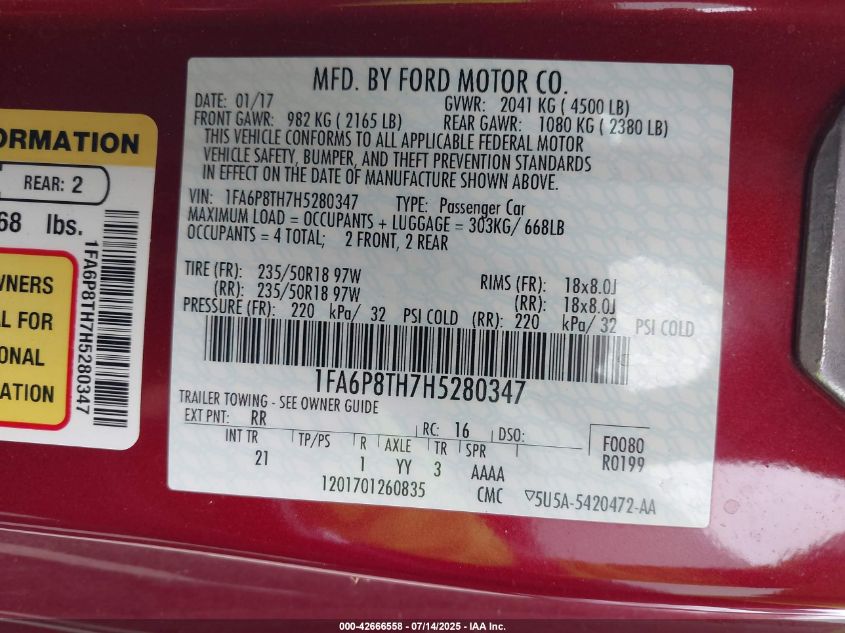 MFD. BY FORD MOTOR CO.
DATE: 01/17 GVWR: 2041 KG ( 4500 LB)
FRONT GAWR: 982 KG ( 2165 LB) REAR GAWR: 1080 KG ( 2380 LB)
THIS VEHICLE CONFORMS TO ALL APPLICABLE FEDERAL MOTOR
VEHICLE SAFETY, BUMPER, AND THEFT PREVENTION STANDARDS
IN EFFECT ON THE DATE OF MANUFACTURE SHOWN ABOVE.
VIN: 1FA6P8TH7H5280347 TYPE: Passenger Car
MAXIMUM LOAD = OCCUPANTS + LUGGAGE = 303KG/ 668LB
OCCUPANTS = 4 TOTAL; 2 FRONT, 2 REAR
TIRE (FR): 235/50R18 97W RIMS (FR): 18x8.0J
(RR): 235/50R18 97W (RR): 18x8.0J
PRESSURE (FR): 220 kPa/ 32 PSI COLD (RR): 220 kPa/ 32 PSI COLD
1FA6P8TH7H5280347
TRAILER TOWING - SEE OWNER GUIDE
EXT PNT: RR RC: 16 DSO:
INT TR TP/PS R AXLE TR SPR
21 1 YY 3 AAAA
F0080
R0199
1201701260835 CMC ▽5U5A-5420472-AA
ORMATION
REAR: 2
68 lbs.
WNERS
AL FOR
ONAL
ATION
1FA6P8TH7H5280347
000-42666558 - 07/14/2025 - IAA Inc.